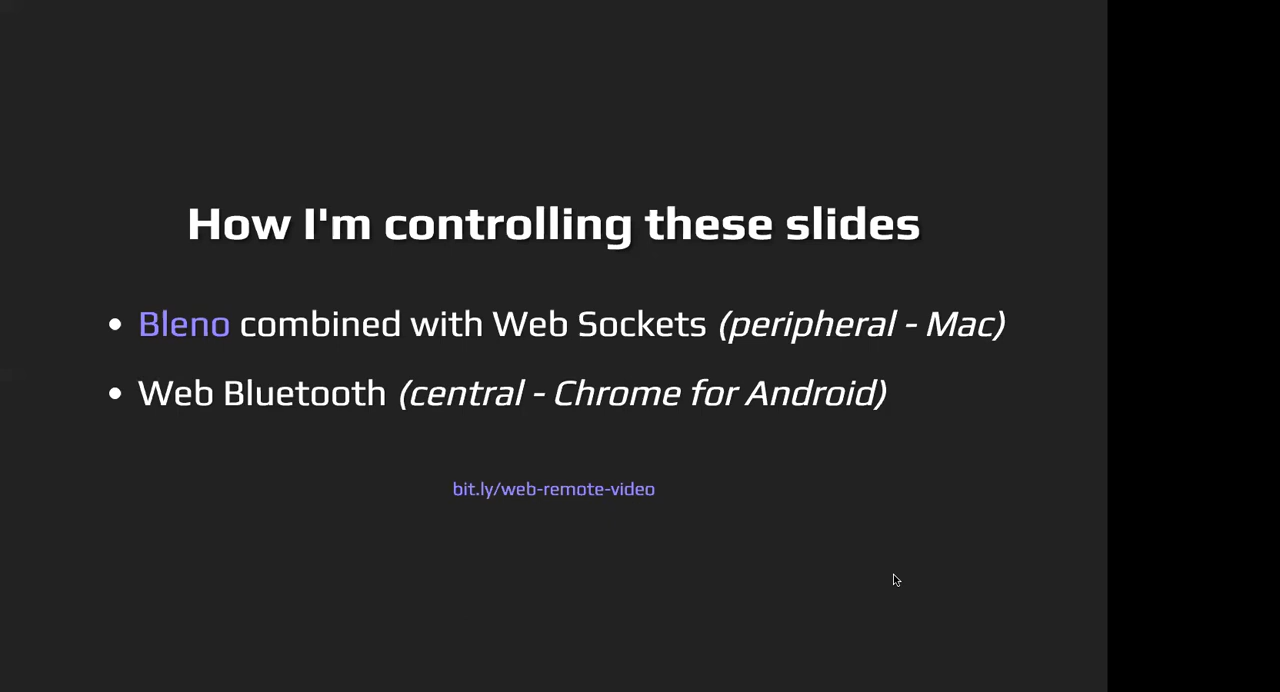 How I'm controlling these slides
• Bleno combined with Web Sockets (peripheral - Mac)
• Web Bluetooth (central - Chrome for Android)
bit.ly/web-remote-video